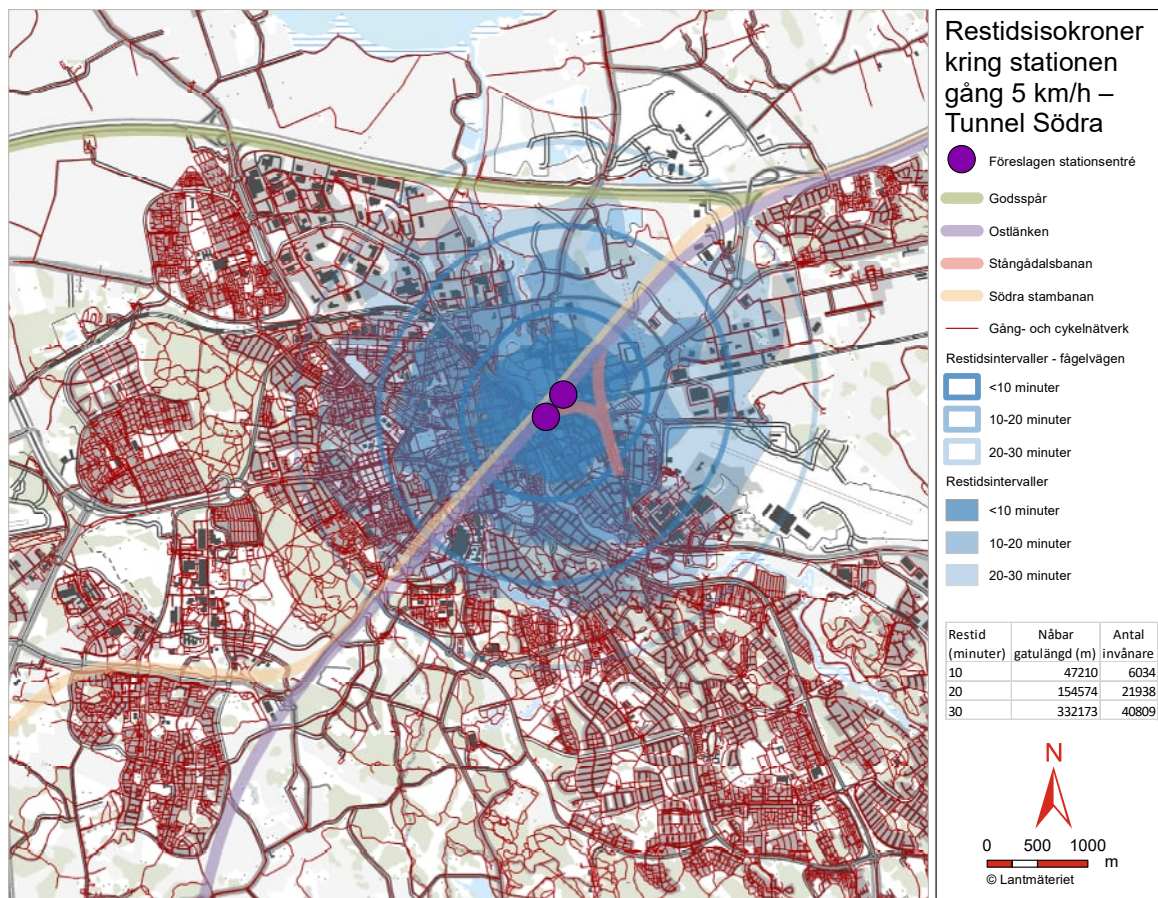 Restidsisokroner
kring stationen
gång 5 km/h –
Tunnel Södra
Föreslagen stationsentré
Godsspår
Ostlänken
Stångådalsbanan
Södra stambanan
Gång- och cykelnätverk
Restidsintervaller - fågelvägen
<10 minuter
10-20 minuter
20-30 minuter
Restidsintervaller
<10 minuter
10-20 minuter
20-30 minuter
Restid Nåbar Antal
(minuter) gatulängd (m) invånare
10 47210 6034
20 154574 21938
30 332173 40809
N
0 500 1000
m
© Lantmäteriet